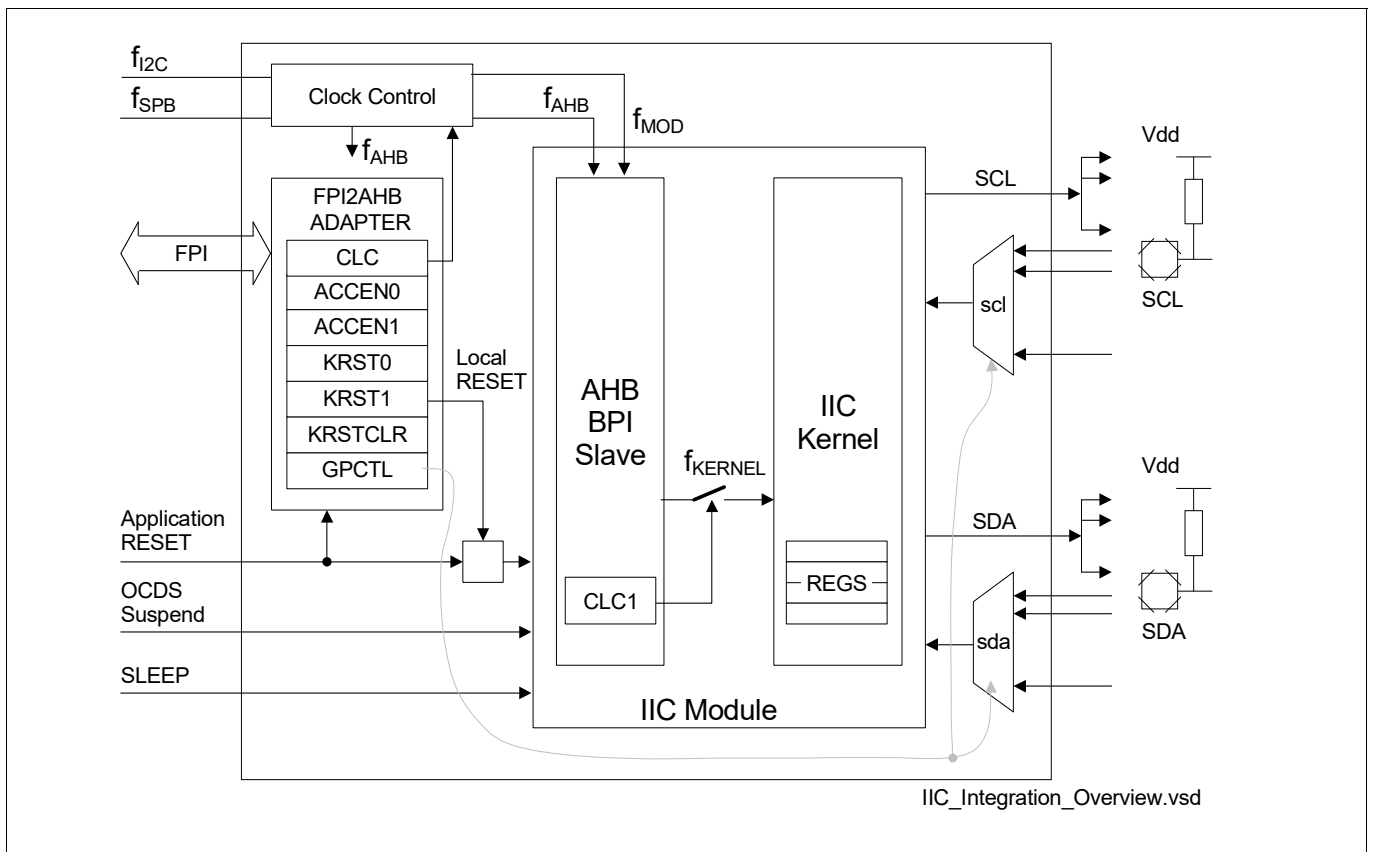 fI2C
fSPB
Clock Control
fAHB
fMOD
fAHB
FPI2AHB
ADAPTER
CLC
ACCEN0
ACCEN1
KRST0
KRST1
KRSTCLR
GPCTL
FPI
Local
RESET
Application
RESET
OCDS
Suspend
SLEEP
AHB
BPI
Slave
CLC1
fKERNEL
IIC
Kernel
REGS
IIC Module
SCL
scl
Vdd
SCL
SDA
sda
Vdd
SDA
IIC_Integration_Overview.vsd